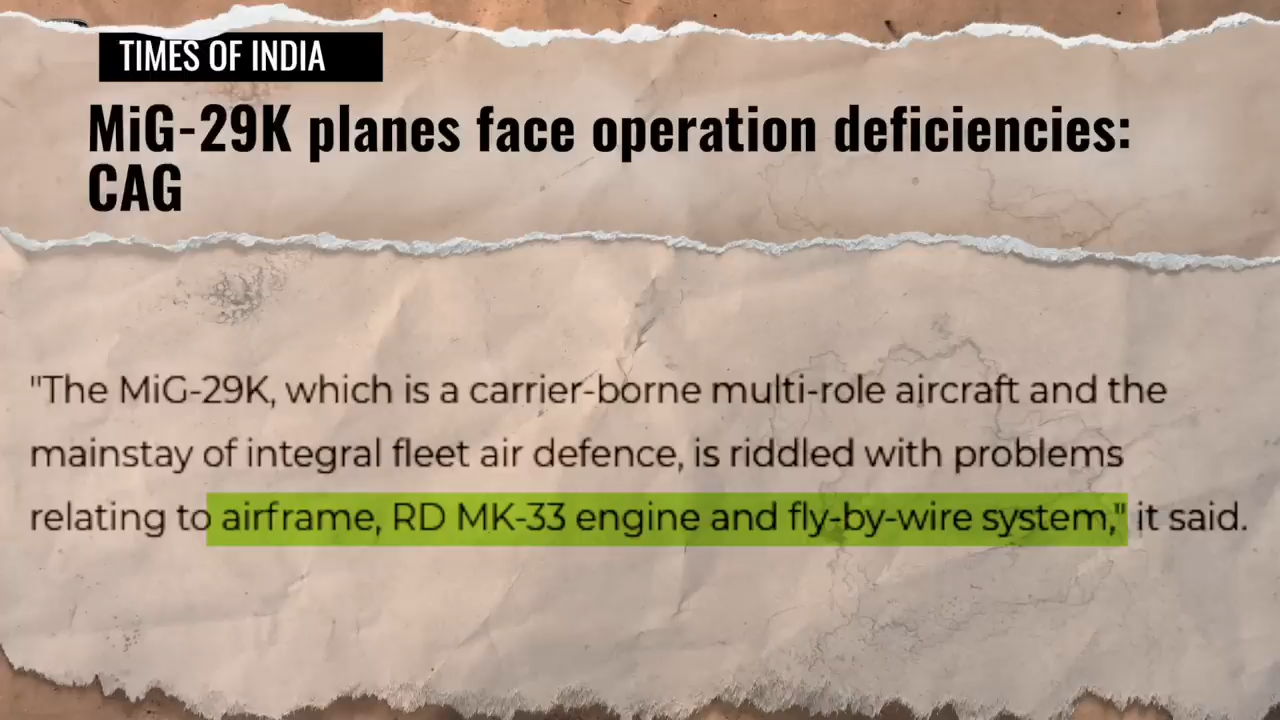 TIMES OF INDIA
MiG-29K planes face operation deficiencies:
CAG
"The MiG-29K, which is a carrier-borne multi-role aircraft and the
mainstay of integral fleet air defence, is riddled with problems
relating to airframe, RD MK-33 engine and fly-by-wire system," it said.